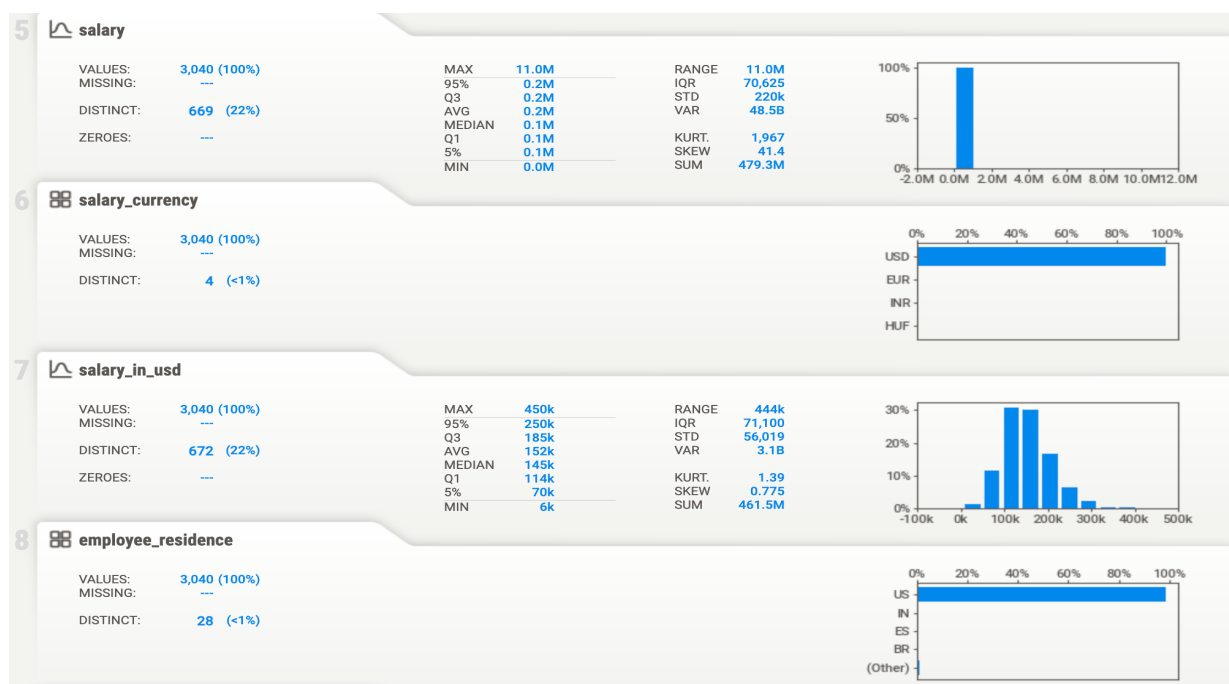 5 salary
VALUES: 3,040 (100%)
MISSING: ---
DISTINCT: 669 (22%)
ZEROES: ---
MAX 11.0M
95% 0.2M
Q3 0.2M
AVG 0.2M
MEDIAN 0.1M
Q1 0.1M
5% 0.1M
MIN 0.0M
RANGE 11.0M
IQR 70,625
STD 220k
VAR 48.5B
KURT. 1,967
SKEW 41.4
SUM 479.3M
100%
50%
0%
-2.0M 0.0M 2.0M 4.0M 6.0M 8.0M 10.0M 12.0M
6 salary_currency
VALUES: 3,040 (100%)
MISSING: ---
DISTINCT: 4 (<1%)
0% 20% 40% 60% 80% 100%
USD
EUR
INR
HUF
7 salary_in_usd
VALUES: 3,040 (100%)
MISSING: ---
DISTINCT: 672 (22%)
ZEROES: ---
MAX 450k
95% 250k
Q3 185k
AVG 152k
MEDIAN 145k
Q1 114k
5% 70k
MIN 6k
RANGE 444k
IQR 71,100
STD 56,019
VAR 3.1B
KURT. 1.39
SKEW 0.775
SUM 461.5M
30%
20%
10%
0%
-100k 0k 100k 200k 300k 400k 500k
8 employee_residence
VALUES: 3,040 (100%)
MISSING: ---
DISTINCT: 28 (<1%)
0% 20% 40% 60% 80% 100%
US
IN
ES
BR
(Other)